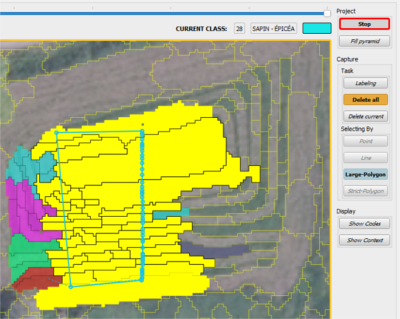 Project
CURRENT CLASS: 28 SAPIN - ÉPICÉA
Stop
Fill pyramid
Capture
Task
Labeling
Delete all
Delete current
Selecting By
Point
Line
Large-Polygon
Strict-Polygon
Display
Show Codes
Show Context